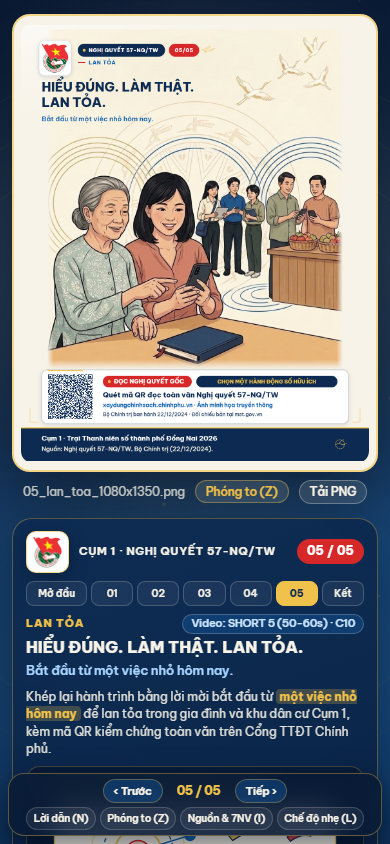 NGHỊ QUYẾT 57-NQ/TW
05/05
LAN TỎA
HIỂU ĐÚNG. LÀM THẬT.
LAN TỎA.
Bắt đầu từ một việc nhỏ hôm nay.
ĐỌC NGHỊ QUYẾT GỐC
CHỌN MỘT HÀNH ĐỘNG SỐ HỮU ÍCH
Quét mã QR đọc toàn văn Nghị quyết 57-NQ/TW
xaydungchinhsach.chinhphu.vn · Ảnh minh họa truyền thông
Bộ Chính trị ban hành 22/12/2024 · Đối chiếu bản tại mst.gov.vn
Cụm 1 · Trại Thanh niên số thành phố Đồng Nai 2026
Nguồn: Nghị quyết 57-NQ/TW, Bộ Chính trị (22/12/2024).
05_lan_toa_1080x1350.png
Phóng to (Z)
Tải PNG
CỤM 1 · NGHỊ QUYẾT 57-NQ/TW
05 / 05
Mở đầu
01
02
03
04
05
Kết
LAN TỎA
Video: SHORT 5 (50-60s) · C10
HIỂU ĐÚNG. LÀM THẬT. LAN TỎA.
Bắt đầu từ một việc nhỏ hôm nay.
Khép lại hành trình bằng lời mời bắt đầu từ một việc nhỏ
hôm nay để lan tỏa trong gia đình và khu dân cư Cụm 1,
kèm mã QR kiểm chứng toàn văn trên Cổng TTĐT Chính
phủ.
‹ Trước
05 / 05
Tiếp ›
Lời dẫn (N)
Phóng to (Z)
Nguồn & 7NV (I)
Chế độ nhẹ (L)